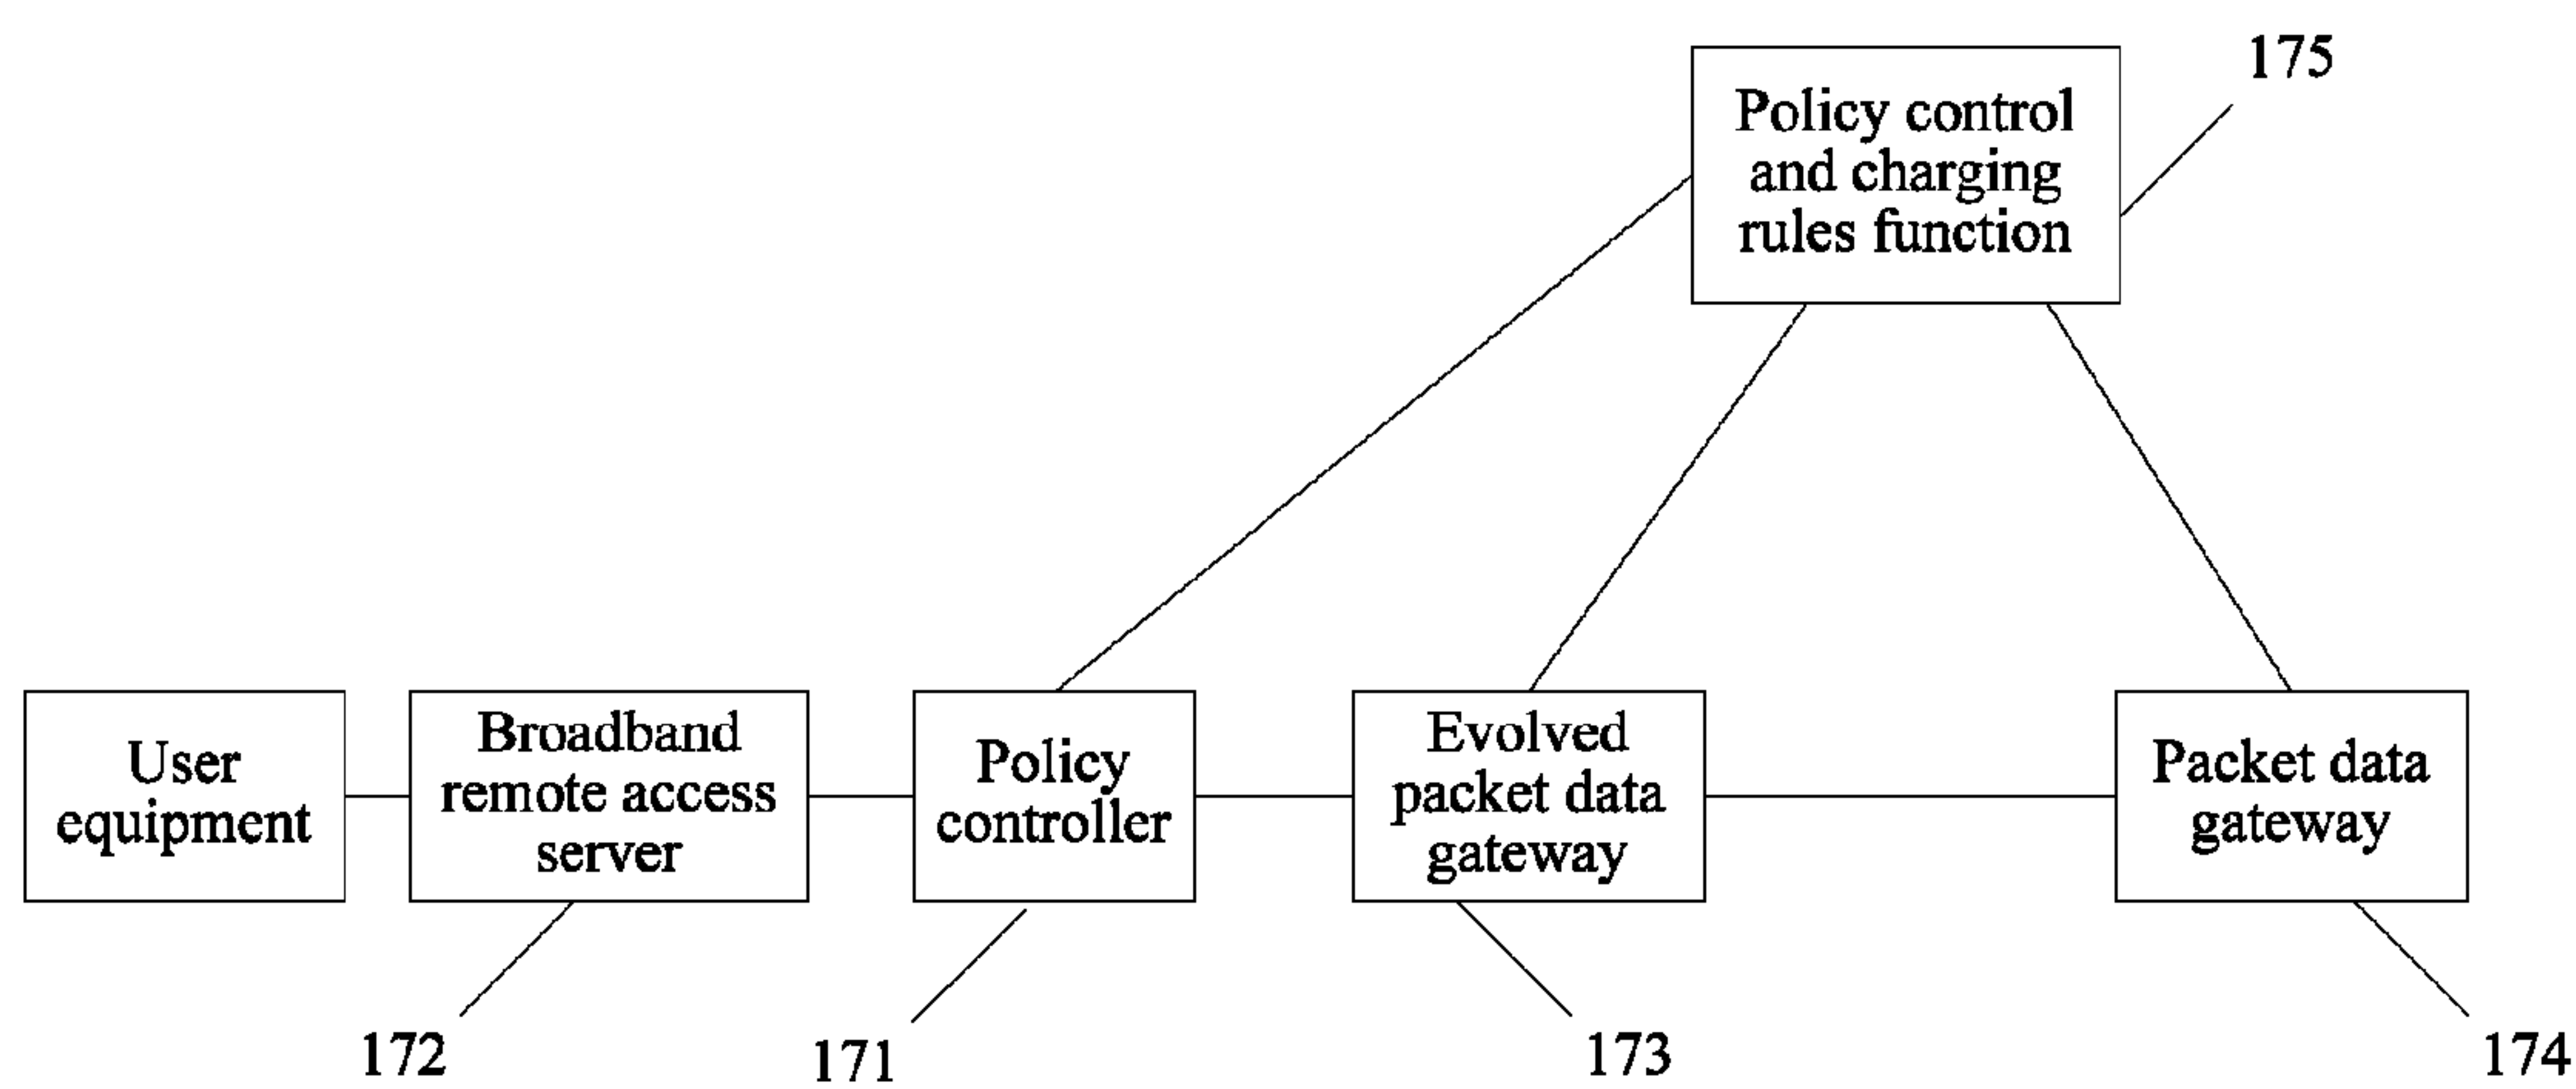 175
Policy control
and charging
rules function
User
equipment
Broadband
remote access
server
Policy
controller
Evolved
packet data
gateway
Packet data
gateway
172
171
173
174